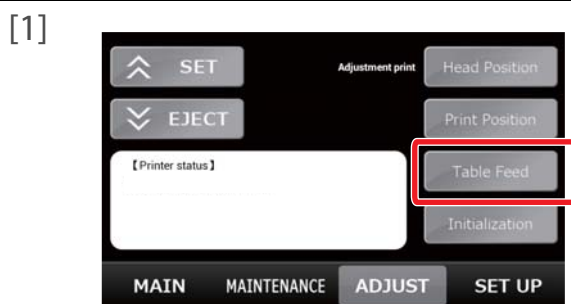 [1]
SET
Adjustment print
Head Position
EJECT
Print Position
【Printer status】
Table Feed
Initialization
MAIN MAINTENANCE ADJUST SET UP